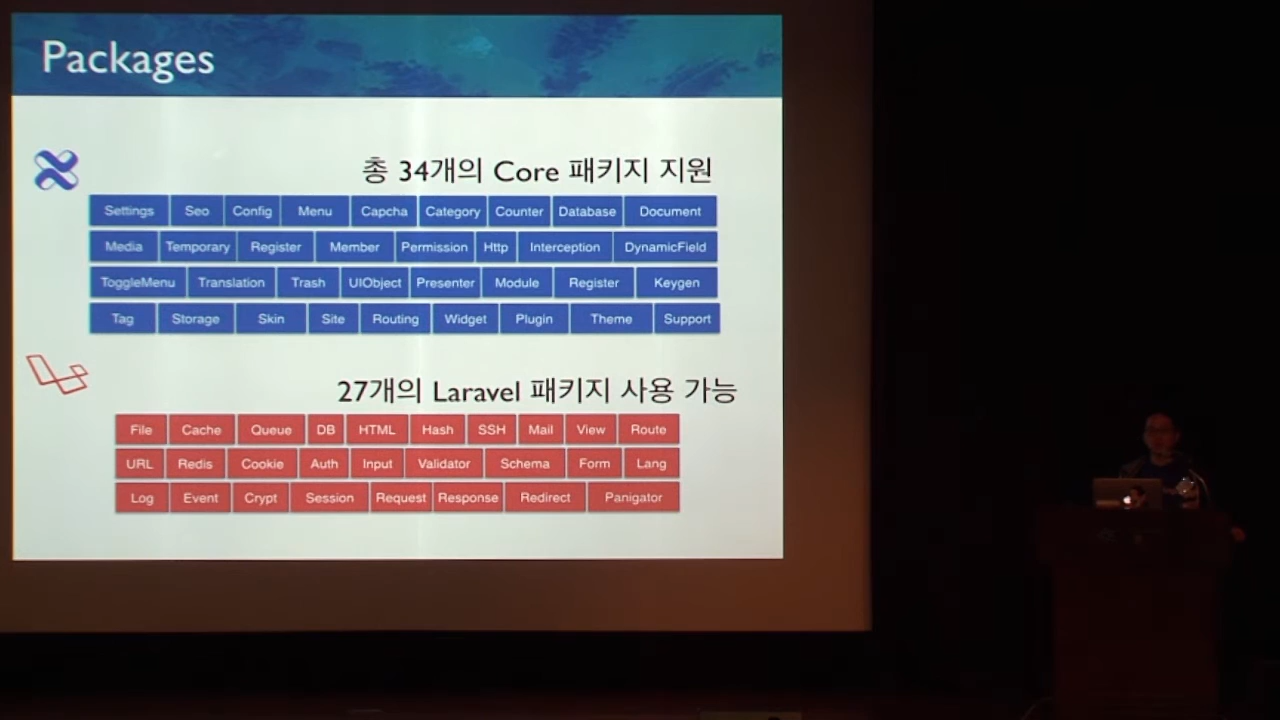 Packages
총 34개의 Core 패키지 지원
Settings Seo Config Menu Capcha Category Counter Database Document
Media Temporary Register Member Permission Http Interception DynamicField
ToggleMenu Translation Trash UIObject Presenter Module Register Keygen
Tag Storage Skin Site Routing Widget Plugin Theme Support
27개의 Laravel 패키지 사용 가능
File Cache Queue DB HTML Hash SSH Mail View Route
URL Redis Cookie Auth Input Validator Schema Form Lang
Log Event Crypt Session Request Response Redirect Panigator